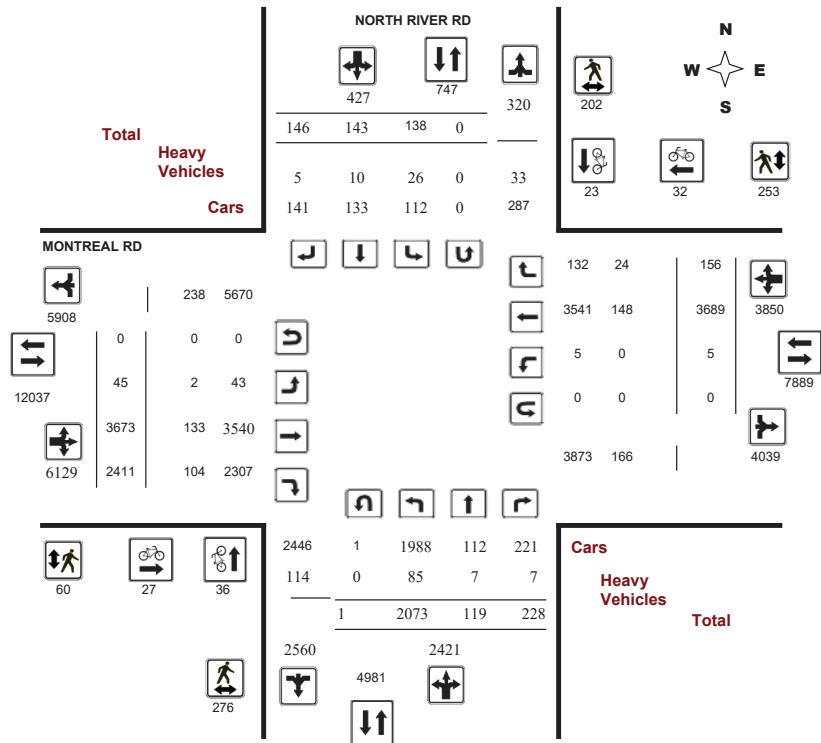 NORTH RIVER RD
N
W E
S
427
747
320
202
146 143 138 0
Total
Heavy
Vehicles
5 10 26 0 33
Cars
141 133 112 0 287
23 32 253
MONTREAL RD
5908
238 5670
132 24 156
3850
3541 148 3689
0 0 0
5 0 5
12037
7889
45 2 43
0 0 0
3673 133 3540
6129
2411 104 2307
3873 166
4039
60 27 36
2446 1 1988 112 221
Cars
114 0 85 7 7
Heavy
Vehicles
1 2073 119 228
Total
2560
2421
4981
276